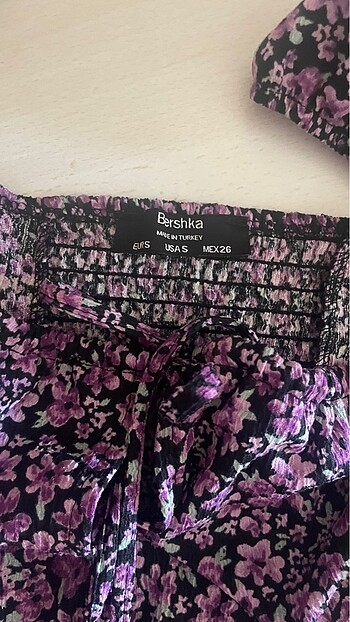 Bershka
MADE IN TURKEY
EUR S USA S MEX 26